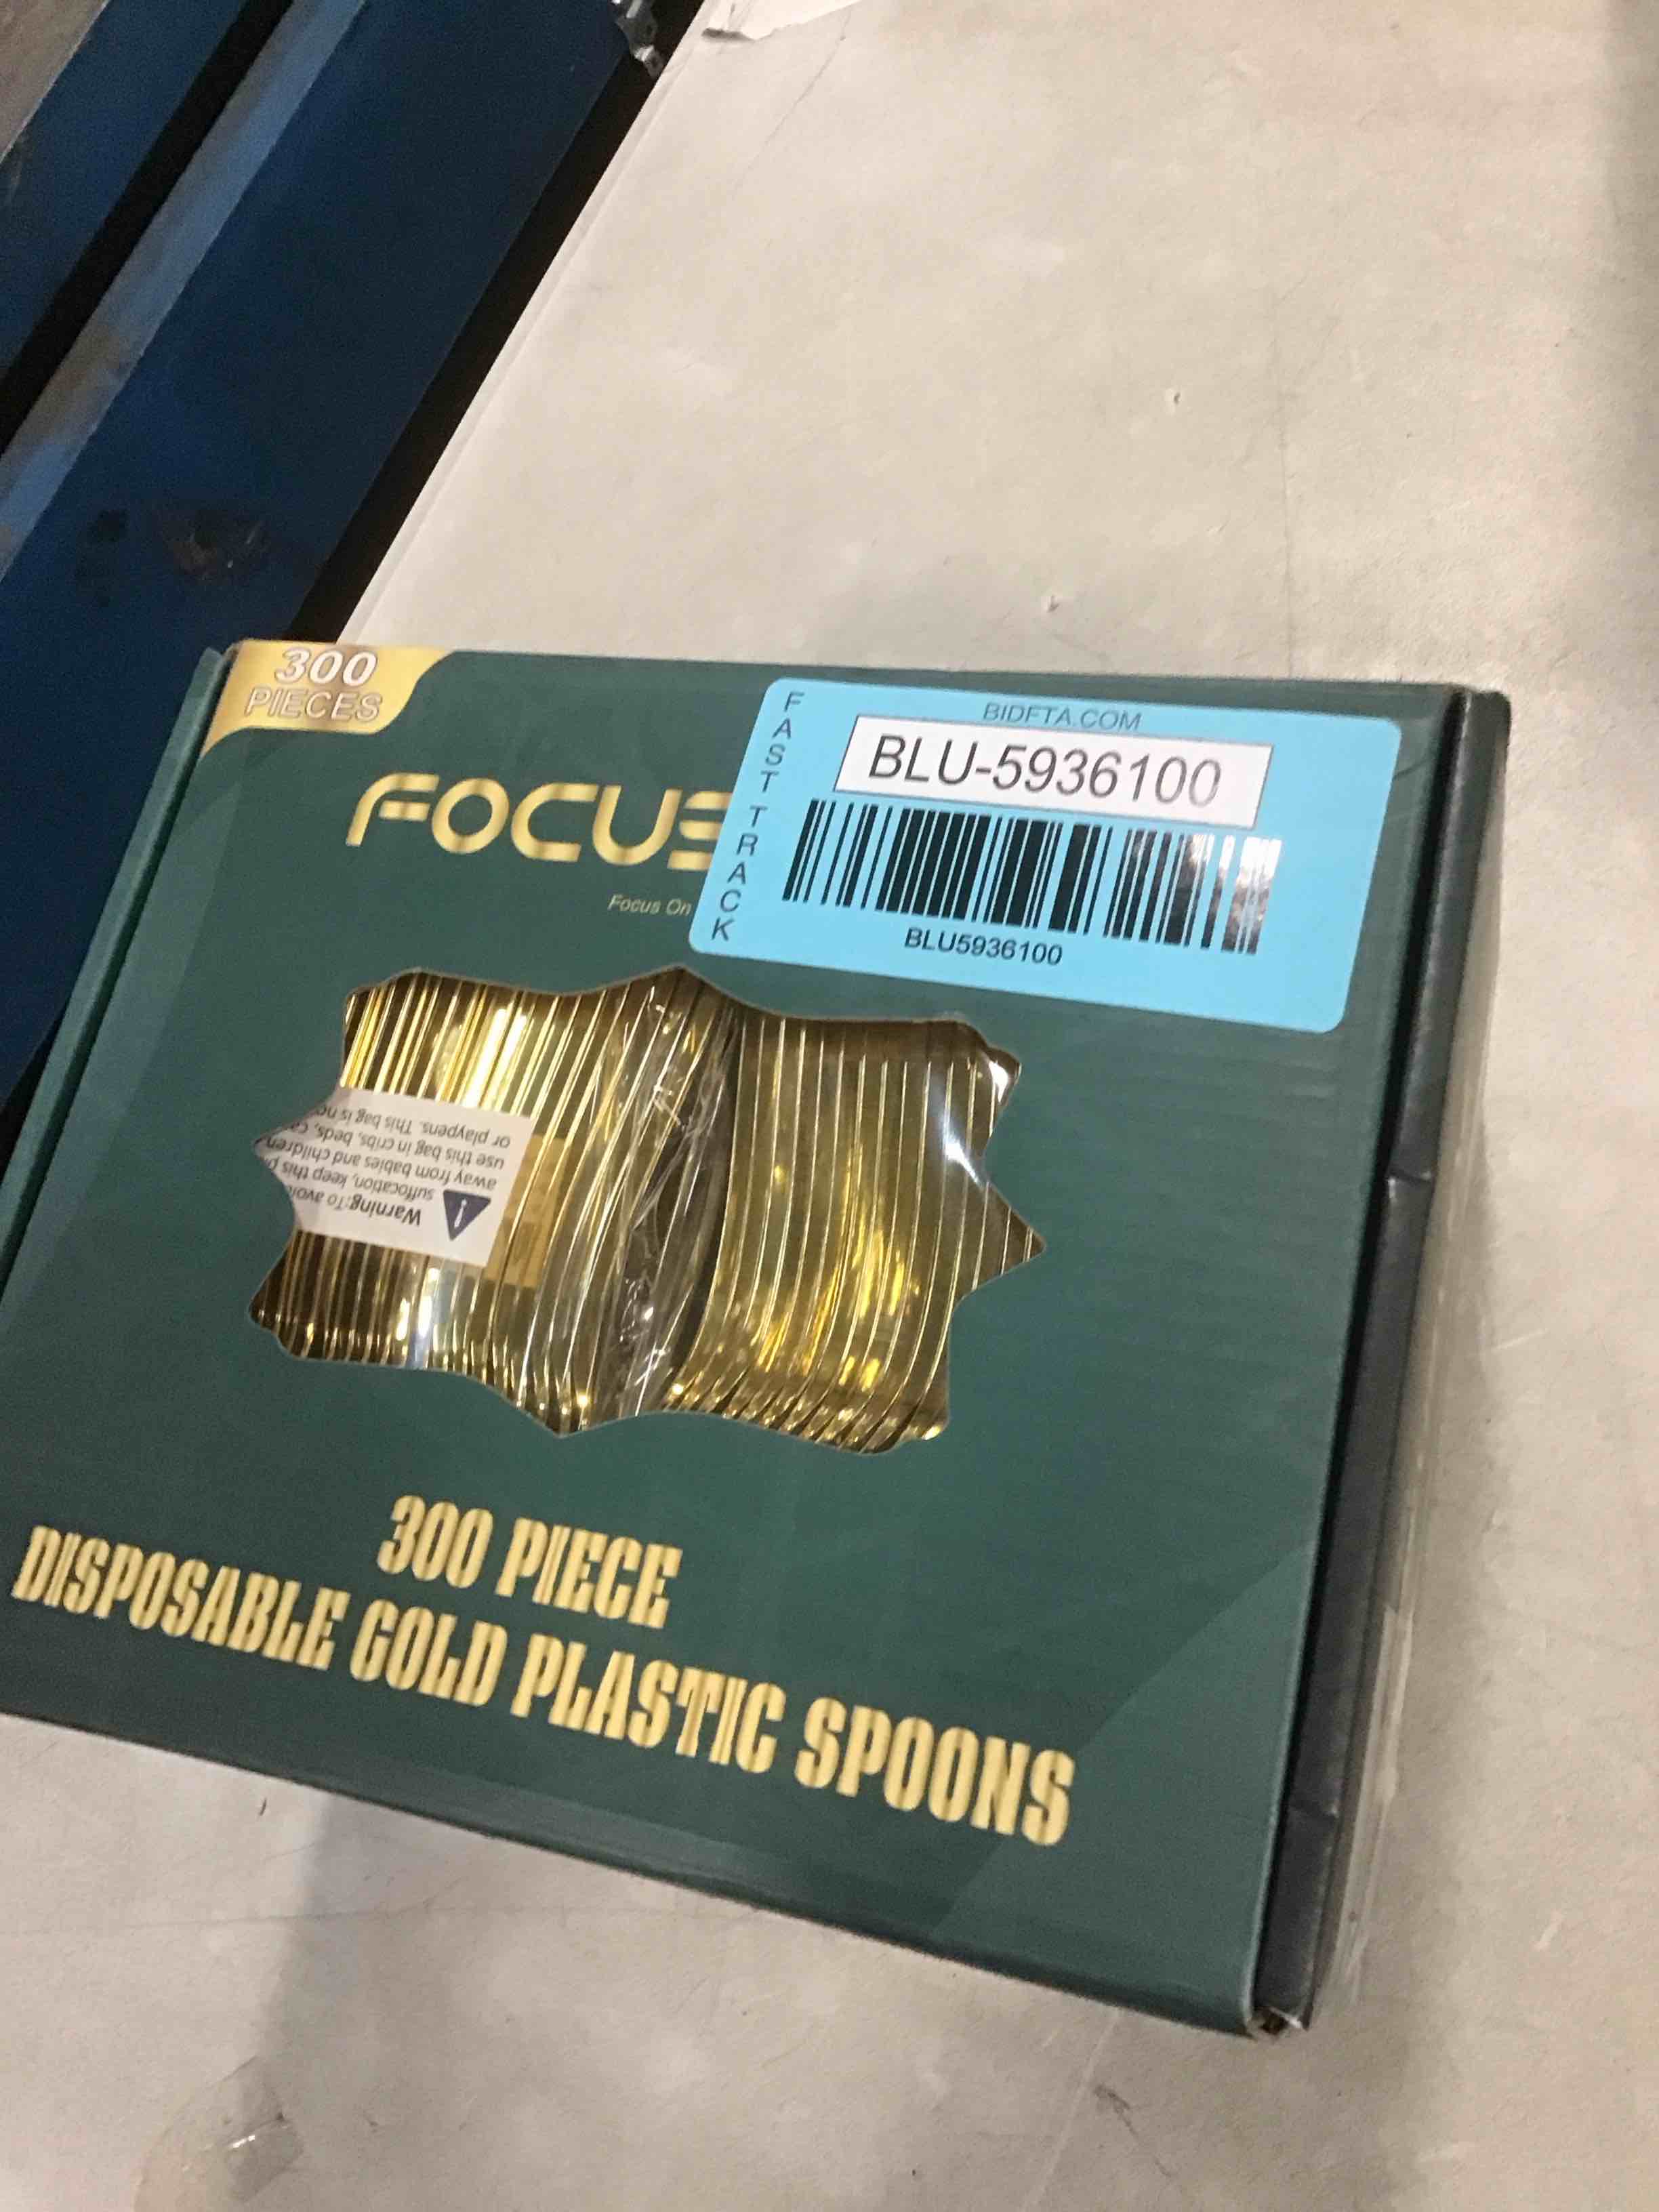 300
PIECES
FOCUS
Focus On
FAST TRACK
BIDFTA.COM
BLU-5936100
BLU5936100
Warning:To avoi
suffocation, keep this p
away from babies and children
use this bag in cribs, beds, ca
or playpens. This bag is no
300 PIECE
DISPOSABLE GOLD PLASTIC SPOONS